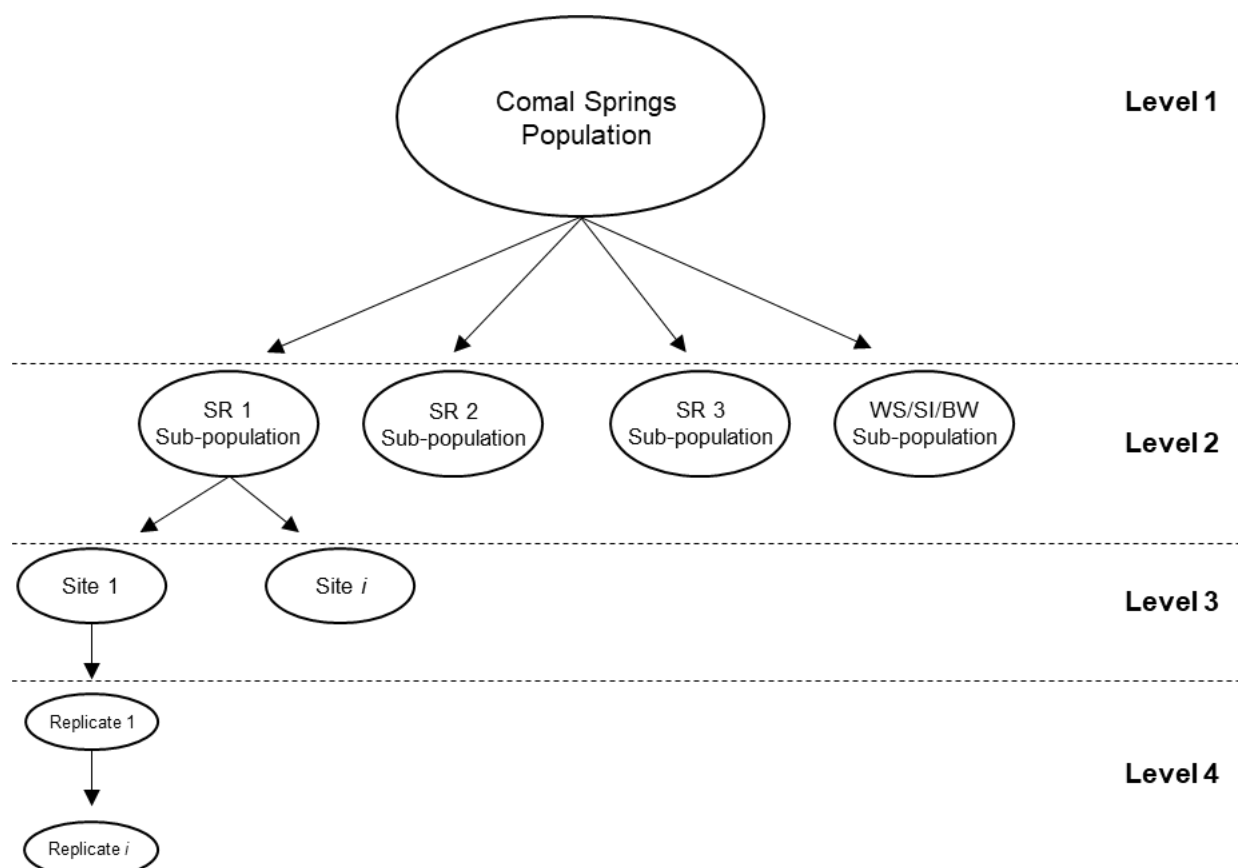 Comal Springs
Population
Level 1
SR 1
Sub-population
SR 2
Sub-population
SR 3
Sub-population
WS/SI/BW
Sub-population
Level 2
Site 1
Site i
Level 3
Replicate 1
Level 4
Replicate i